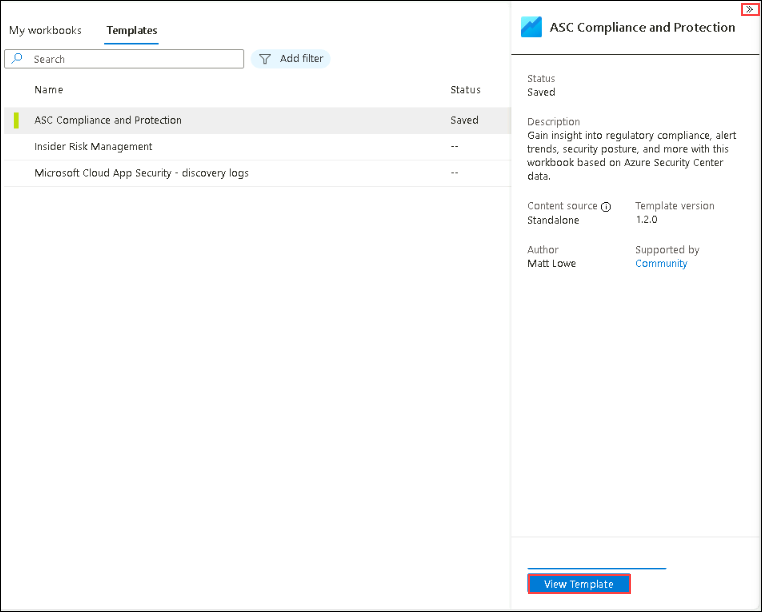 My workbooks Templates
Search Add filter
Name Status
ASC Compliance and Protection Saved
Insider Risk Management --
Microsoft Cloud App Security - discovery logs --
»
ASC Compliance and Protection
Status
Saved
Description
Gain insight into regulatory compliance, alert
trends, security posture, and more with this
workbook based on Azure Security Center
data.
Content source Template version
Standalone 1.2.0
Author Supported by
Matt Lowe Community
View Template